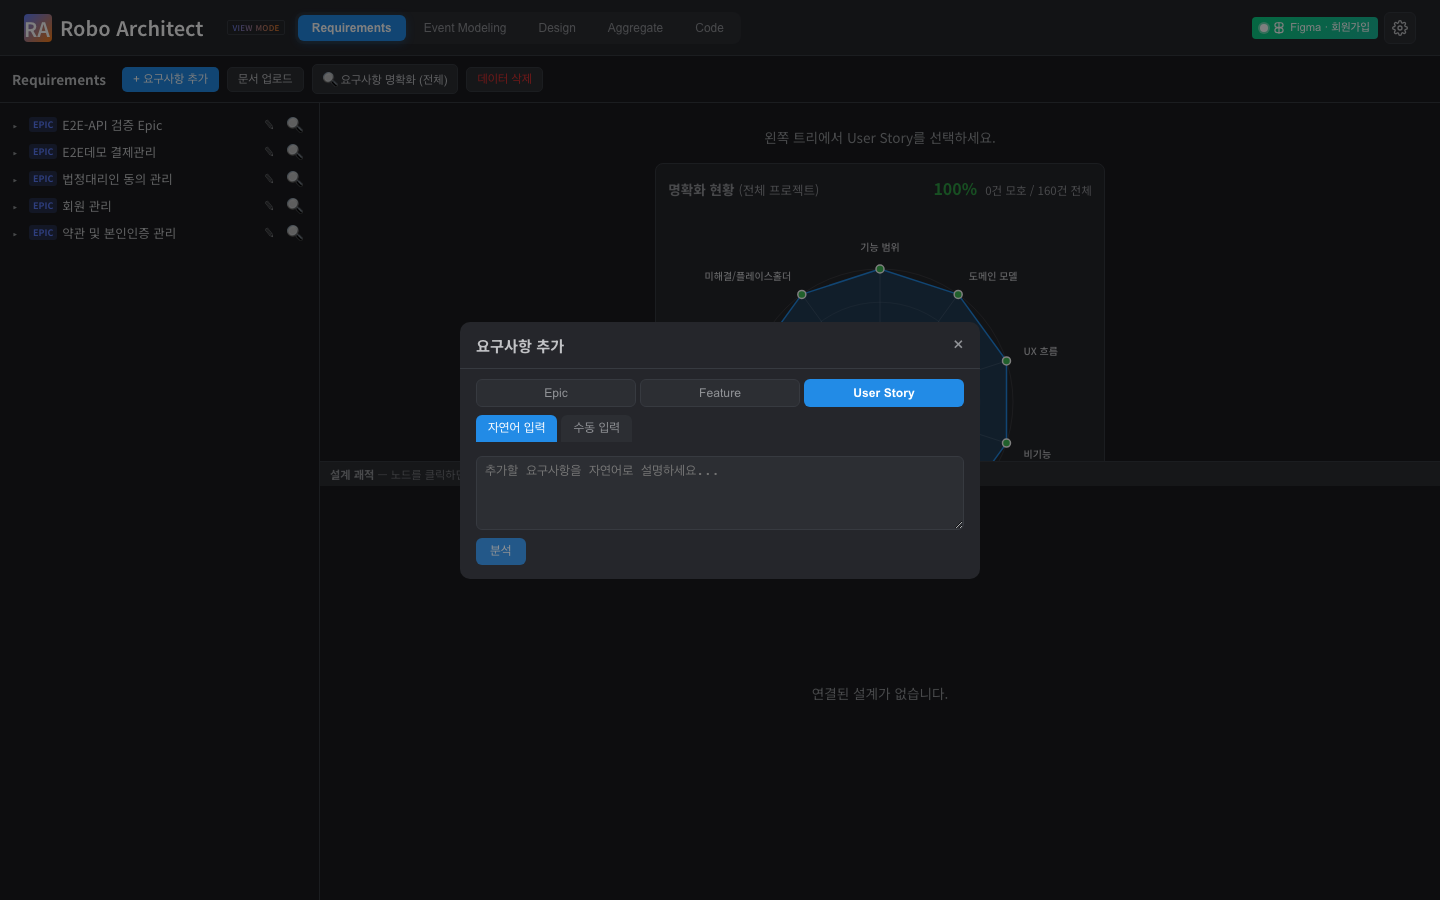 RA Robo Architect VIEW MODE Requirements Event Modeling Design Aggregate Code Figma · 회원가입
Requirements + 요구사항 추가 문서 업로드 요구사항 명확화 (전체) 데이터 삭제
EPIC E2E-API 검증 Epic
EPIC E2E데모 결제관리
EPIC 법정대리인 동의 관리
EPIC 회원 관리
EPIC 약관 및 본인인증 관리
왼쪽 트리에서 User Story를 선택하세요.
명확화 현황 (전체 프로젝트) 100% 0건 모호 / 160건 전체
기능 범위
미해결/플레이스홀더 도메인 모델
UX 흐름
비기능
설계 궤적 — 노드를 클릭하면
요구사항 추가 ×
Epic Feature User Story
자연어 입력 수동 입력
추가할 요구사항을 자연어로 설명하세요...
분석
연결된 설계가 없습니다.